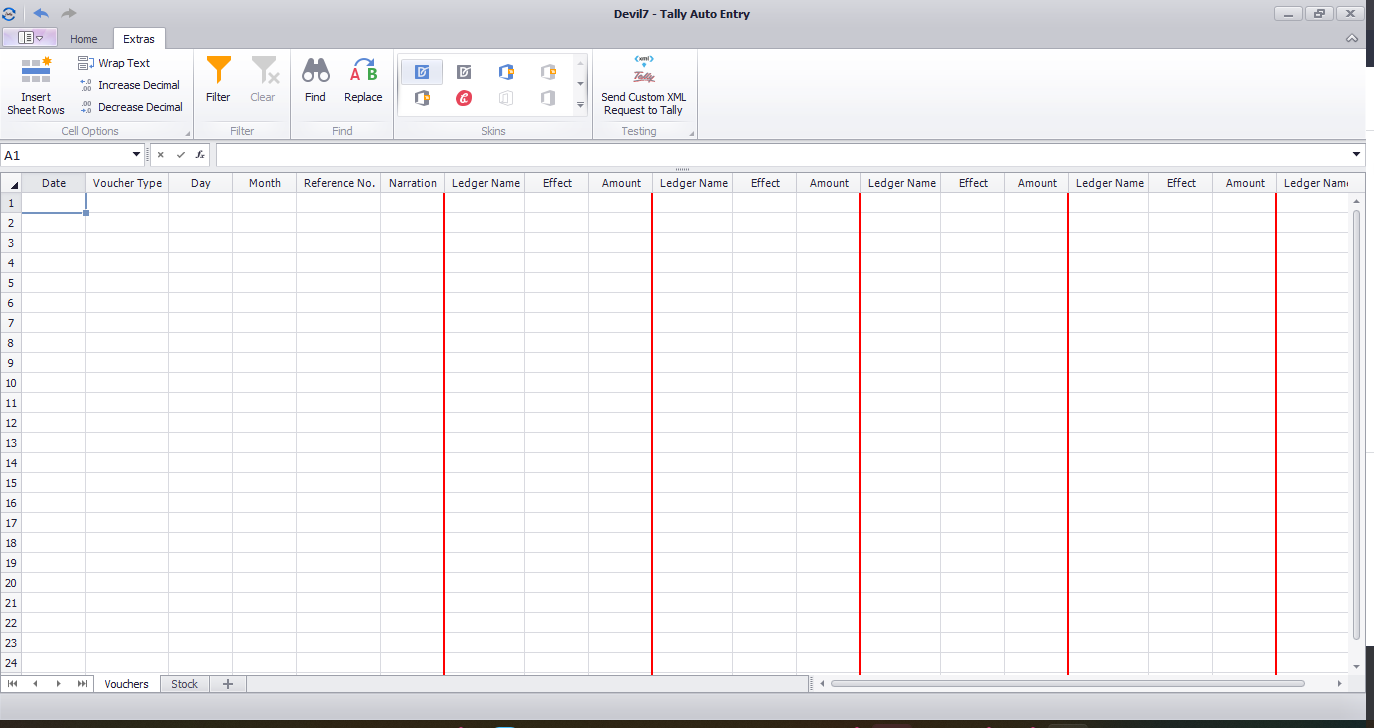 Devil7 - Tally Auto Entry
Home
Extras
Insert
Sheet Rows
Wrap Text
Increase Decimal
Decrease Decimal
Cell Options
Filter
Clear
Filter
Find
Replace
Find
Skins
Send Custom XML
Request to Tally
Testing
A1
Date Voucher Type Day Month Reference No. Narration Ledger Name Effect Amount Ledger Name Effect Amount Ledger Name Effect Amount Ledger Name Effect Amount Ledger Name
1
2
3
4
5
6
7
8
9
10
11
12
13
14
15
16
17
18
19
20
21
22
23
24
Vouchers Stock